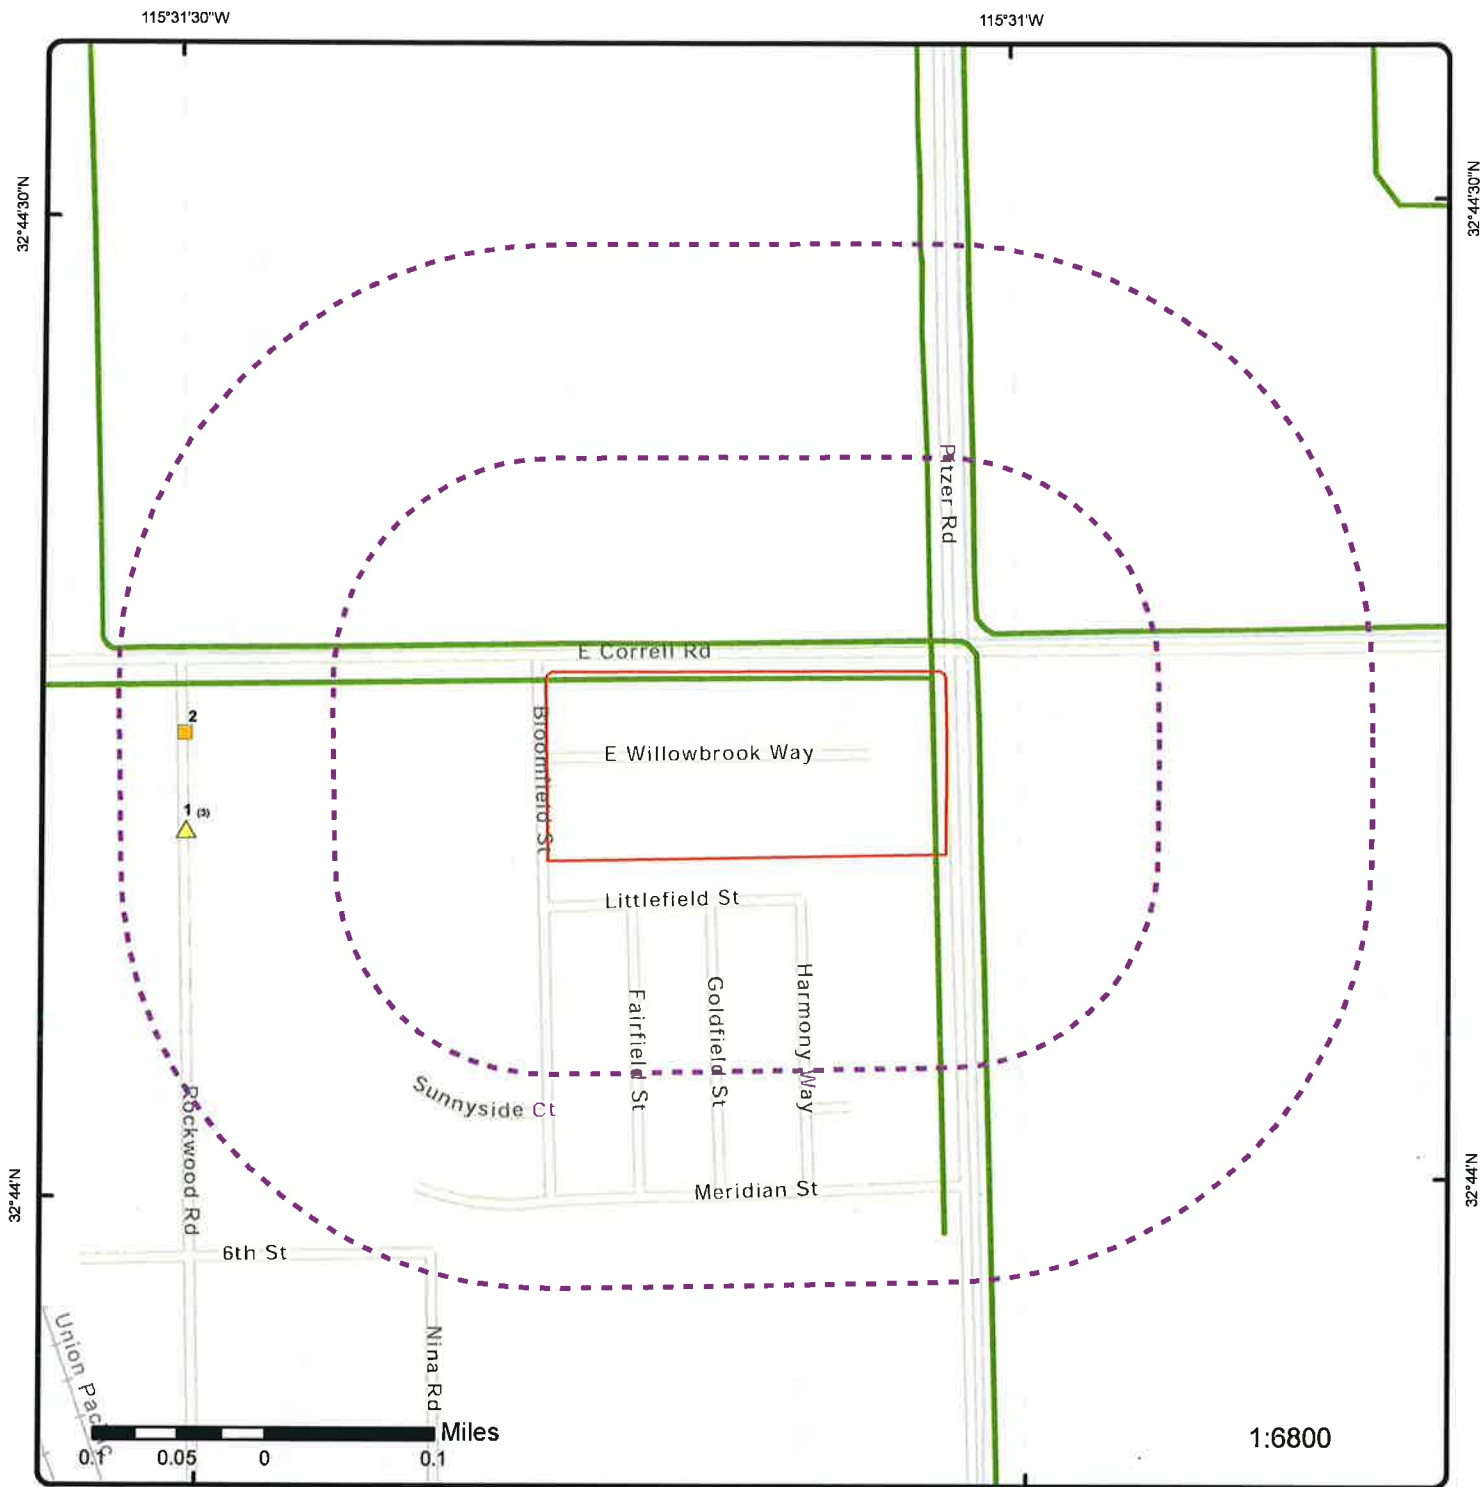 115°31'30"W
115°31'W
32°44'30"N
32°44'30"N
Pitzer Rd
E Correll Rd
2
Bloomfield St
E Willowbrook Way
1 (3)
Littlefield St
Fairfield St
Goldfield St
Harmony Way
Sunnyside Ct
Rockwood Rd
Meridian St
32°44'N
32°44'N
6th St
Union Pacific
Nina Rd
Miles
0.1 0.05 0 0.1
1:6800